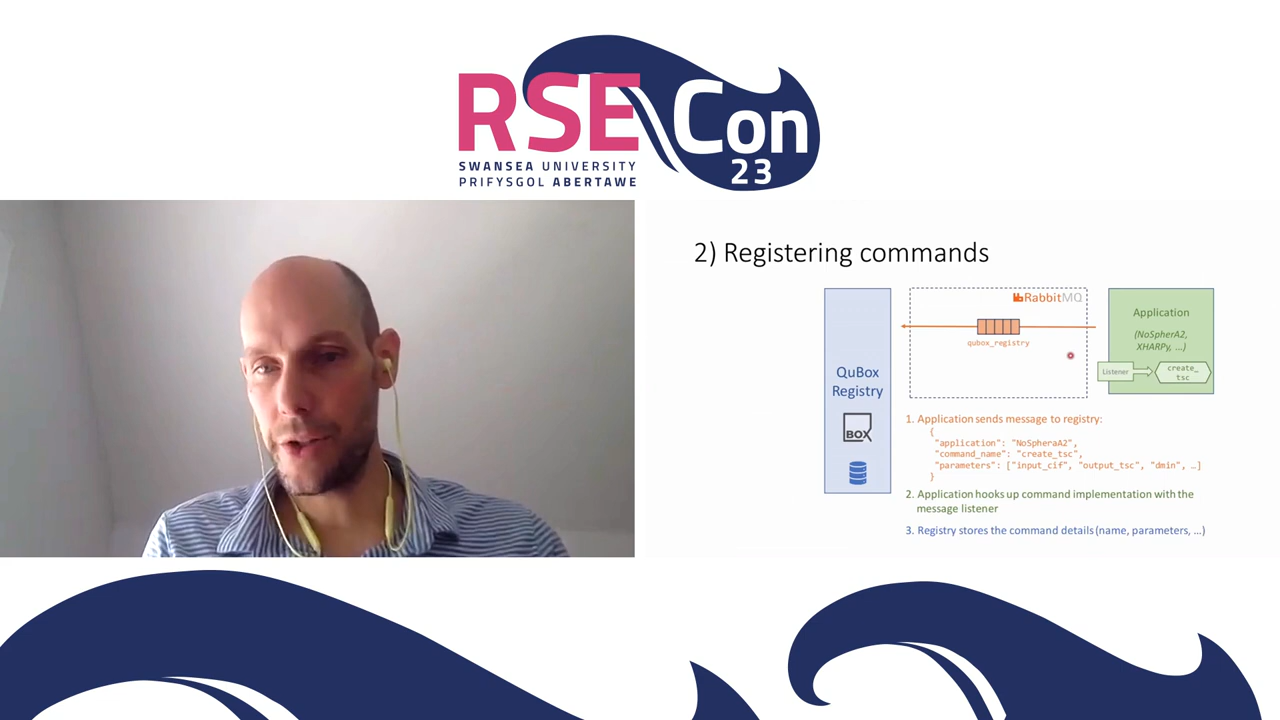 RSE Con
23
SWANSEA UNIVERSITY
PRIFYSGOL ABERTAWE
2) Registering commands
RabbitMQ
qubox_registry
Application
(NoSpherA2,
XHARPy, ...)
Listener
create_
tsc
QuBox
Registry
BOX
1. Application sends message to registry:
{
"application": "NoSpheraA2",
"command_name": "create_tsc",
"parameters": ["input_cif", "output_tsc", "dmin", …]
}
2. Application hooks up command implementation with the
message listener
3. Registry stores the command details (name, parameters, ...)